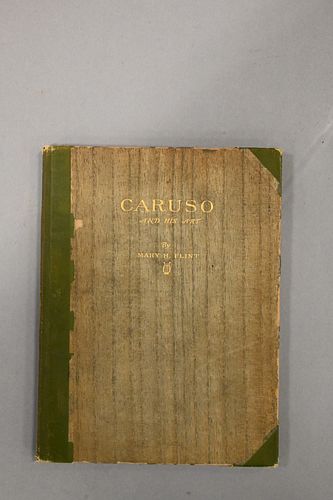 CARUSO
AND HIS ART
By
MARY H. FLINT